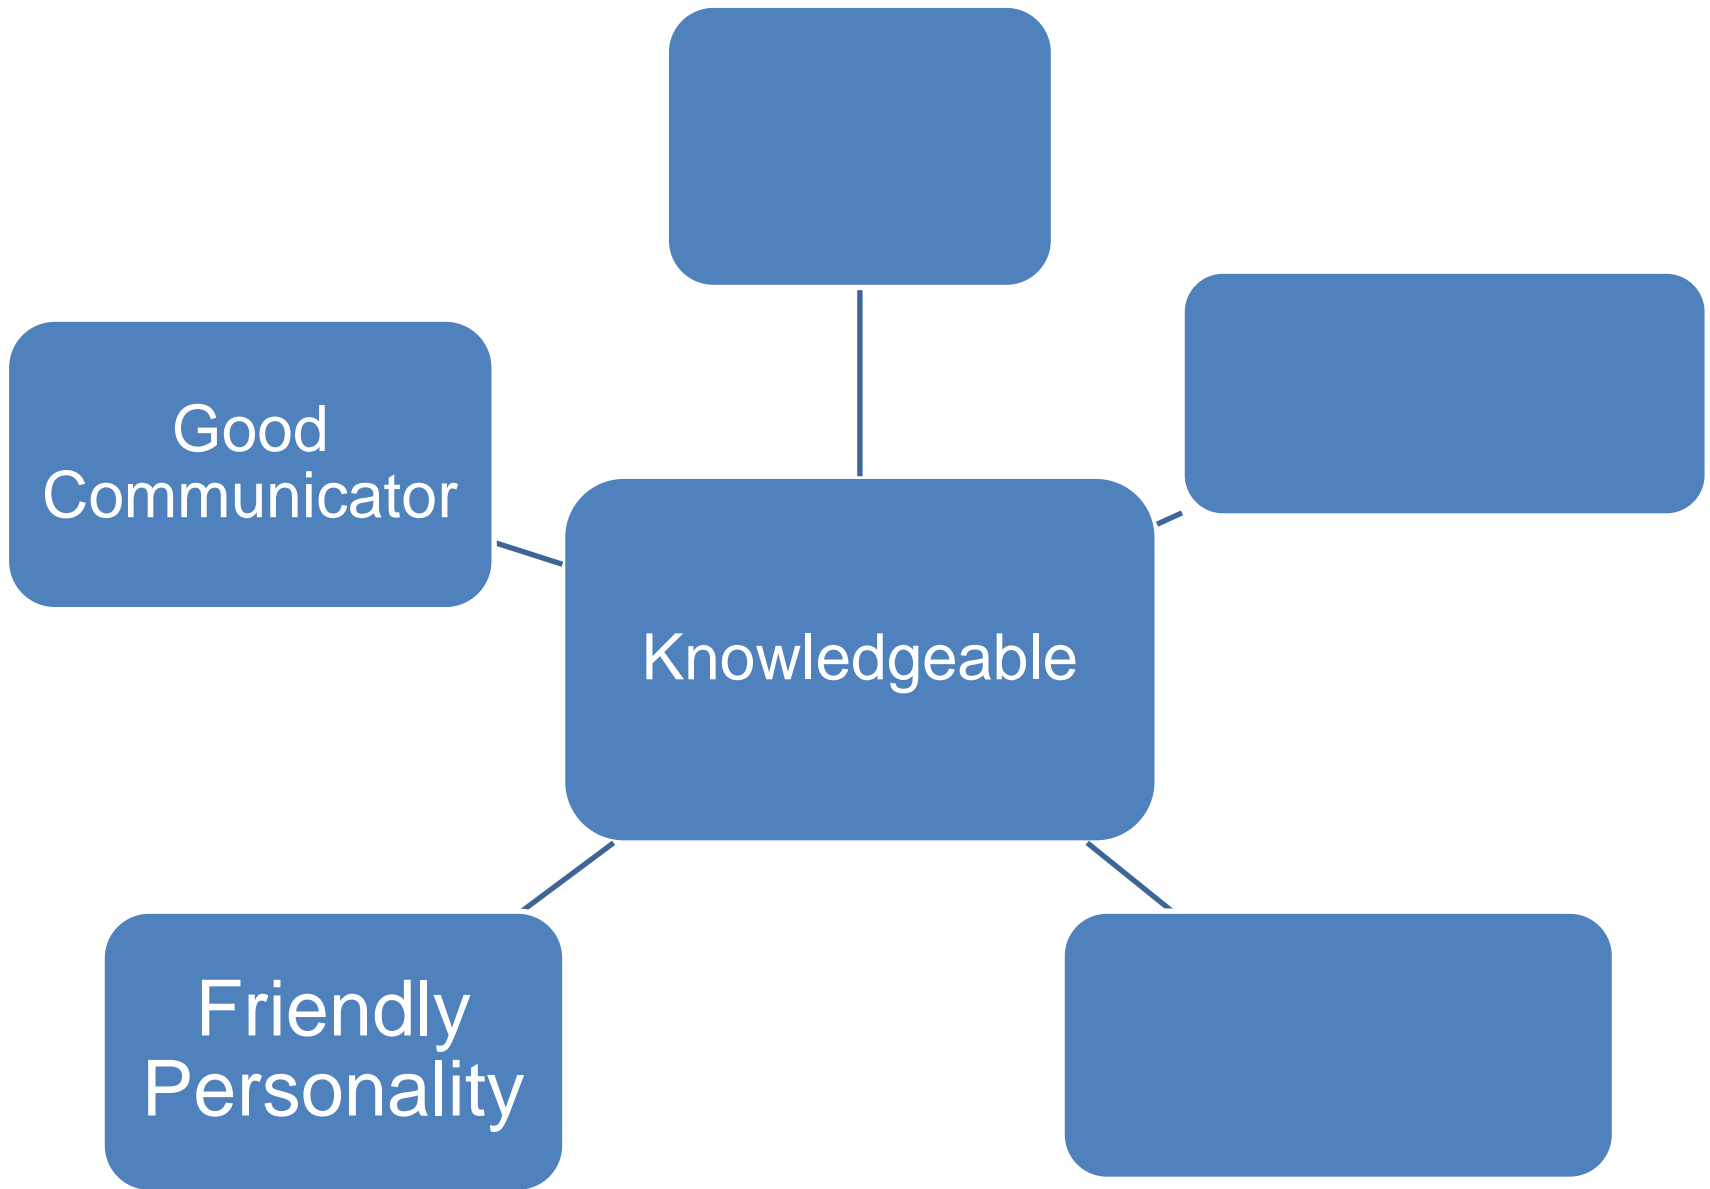 Good
Communicator
Knowledgeable
Friendly
Personality